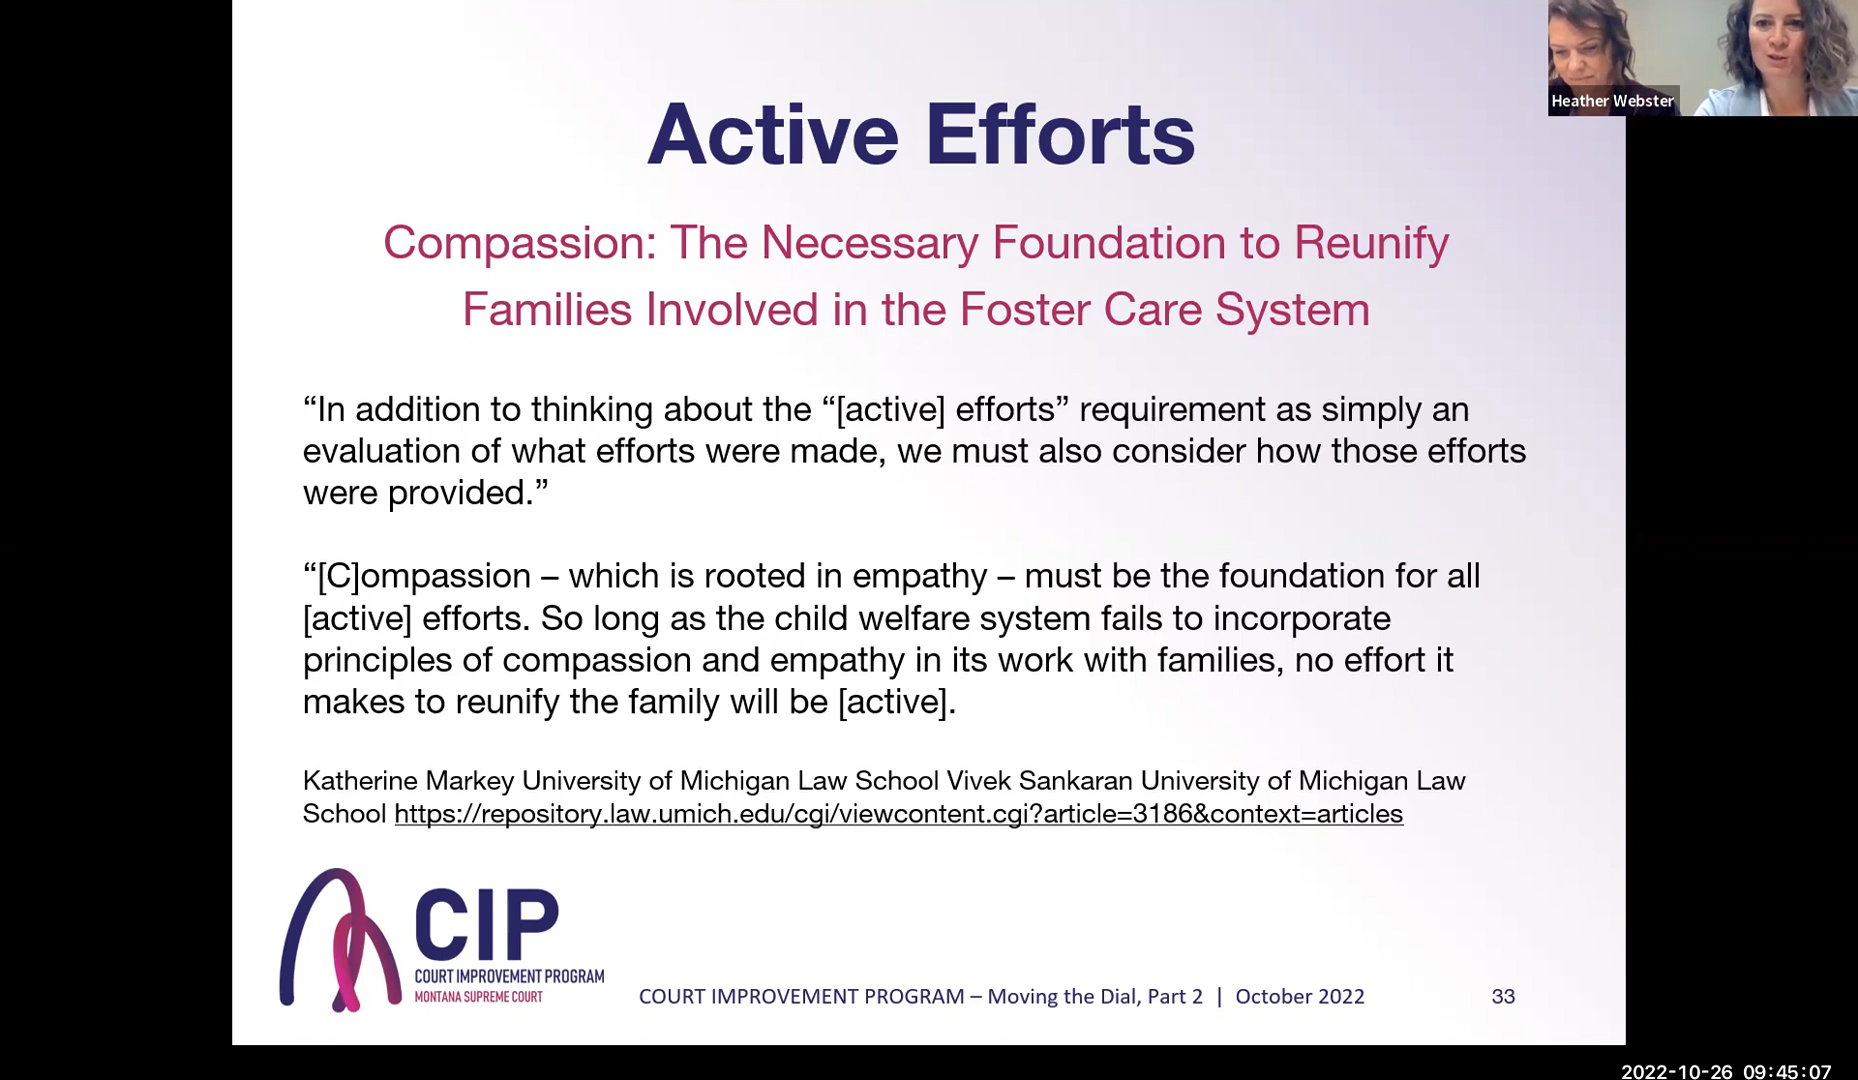 Heather Webster
Active Efforts
Compassion: The Necessary Foundation to Reunify
Families Involved in the Foster Care System
“In addition to thinking about the “[active] efforts” requirement as simply an
evaluation of what efforts were made, we must also consider how those efforts
were provided.”
“[C]ompassion – which is rooted in empathy – must be the foundation for all
[active] efforts. So long as the child welfare system fails to incorporate
principles of compassion and empathy in its work with families, no effort it
makes to reunify the family will be [active].
Katherine Markey University of Michigan Law School Vivek Sankaran University of Michigan Law
School https://repository.law.umich.edu/cgi/viewcontent.cgi?article=3186&context=articles
CIP
COURT IMPROVEMENT PROGRAM
MONTANA SUPREME COURT
COURT IMPROVEMENT PROGRAM – Moving the Dial, Part 2 | October 2022
33
2022-10-26 09:45:07